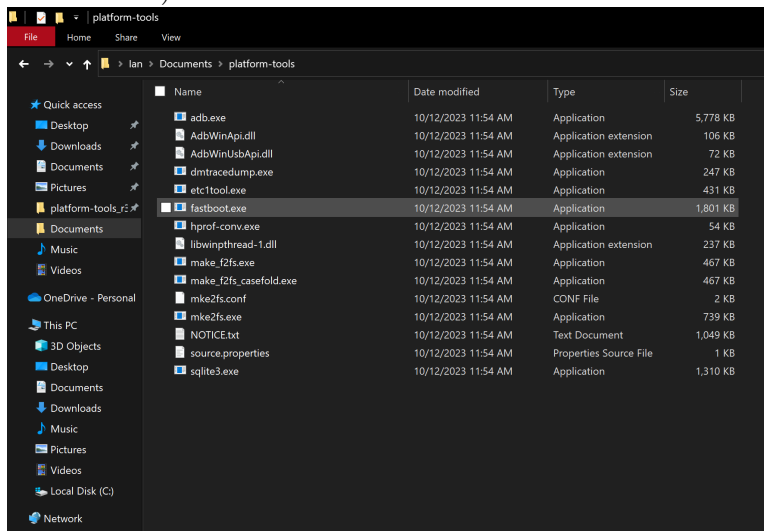 platform-tools
File Home Share View
Ian > Documents > platform-tools
Name Date modified Type Size
Quick access
Desktop
Downloads
Documents
Pictures
platform-tools_r3
Documents
Music
Videos
OneDrive - Personal
This PC
3D Objects
Desktop
Documents
Downloads
Music
Pictures
Videos
Local Disk (C:)
Network
adb.exe 10/12/2023 11:54 AM Application 5,778 KB
AdbWinApi.dll 10/12/2023 11:54 AM Application extension 106 KB
AdbWinUsbApi.dll 10/12/2023 11:54 AM Application extension 72 KB
dmtracedump.exe 10/12/2023 11:54 AM Application 247 KB
etc1tool.exe 10/12/2023 11:54 AM Application 431 KB
fastboot.exe 10/12/2023 11:54 AM Application 1,801 KB
hprof-conv.exe 10/12/2023 11:54 AM Application 54 KB
libwinpthread-1.dll 10/12/2023 11:54 AM Application extension 237 KB
make_f2fs.exe 10/12/2023 11:54 AM Application 467 KB
make_f2fs_casefold.exe 10/12/2023 11:54 AM Application 467 KB
mke2fs.conf 10/12/2023 11:54 AM CONF File 2 KB
mke2fs.exe 10/12/2023 11:54 AM Application 739 KB
NOTICE.txt 10/12/2023 11:54 AM Text Document 1,049 KB
source.properties 10/12/2023 11:54 AM Properties Source File 1 KB
sqlite3.exe 10/12/2023 11:54 AM Application 1,310 KB